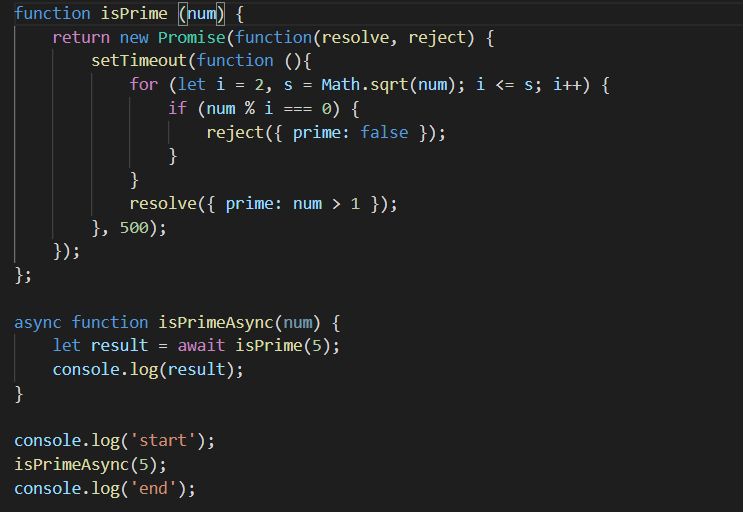 function isPrime (num) {
    return new Promise(function(resolve, reject) {
        setTimeout(function (){
            for (let i = 2, s = Math.sqrt(num); i <= s; i++) {
                if (num % i === 0) {
                    reject({ prime: false });
                }
            }
            resolve({ prime: num > 1 });
        }, 500);
    });
};

async function isPrimeAsync(num) {
    let result = await isPrime(5);
    console.log(result);
}

console.log('start');
isPrimeAsync(5);
console.log('end');